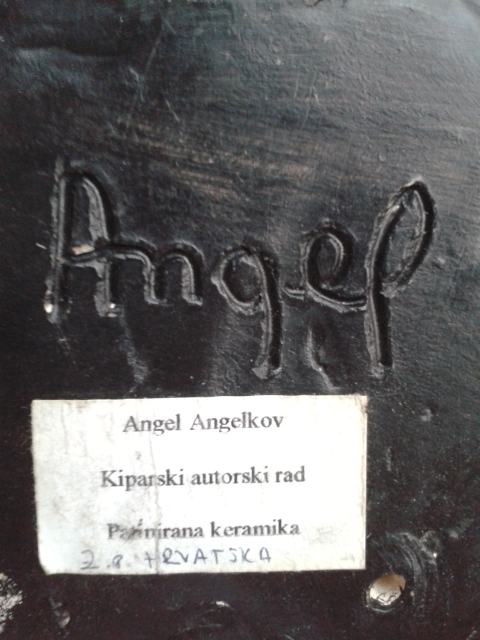 Angel
Angel Angelkov
Kiparski autorski rad
Patinirana keramika
HRVATSKA